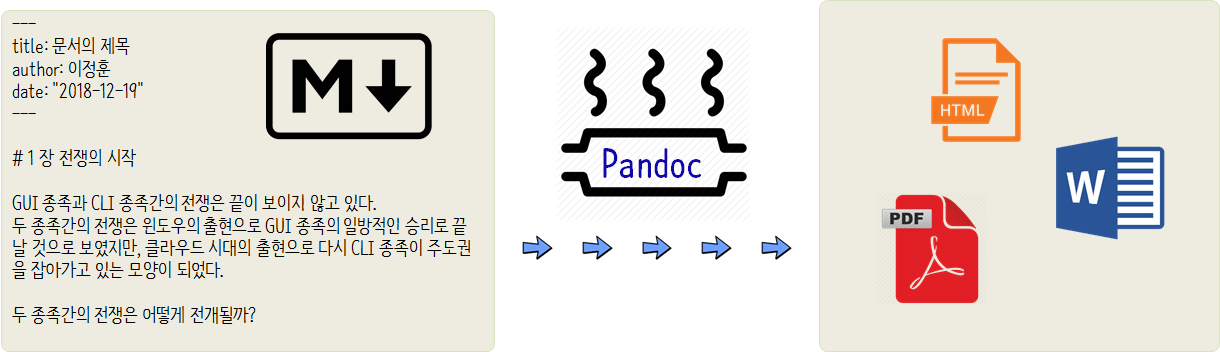 ---
title: 문서의 제목
author: 이정훈
date: "2018-12-19"
---
M
# 1 장 전쟁의 시작
GUI 종족과 CLI 종족간의 전쟁은 끝이 보이지 않고 있다.
두 종족간의 전쟁은 윈도우의 출현으로 GUI 종족의 일방적인 승리로 끝
날 것으로 보였지만, 클라우드 시대의 출현으로 다시 CLI 종족이 주도권
을 잡아가고 있는 모양이 되었다.
두 종족간의 전쟁은 어떻게 전개될까?
Pandoc
HTML
W
PDF